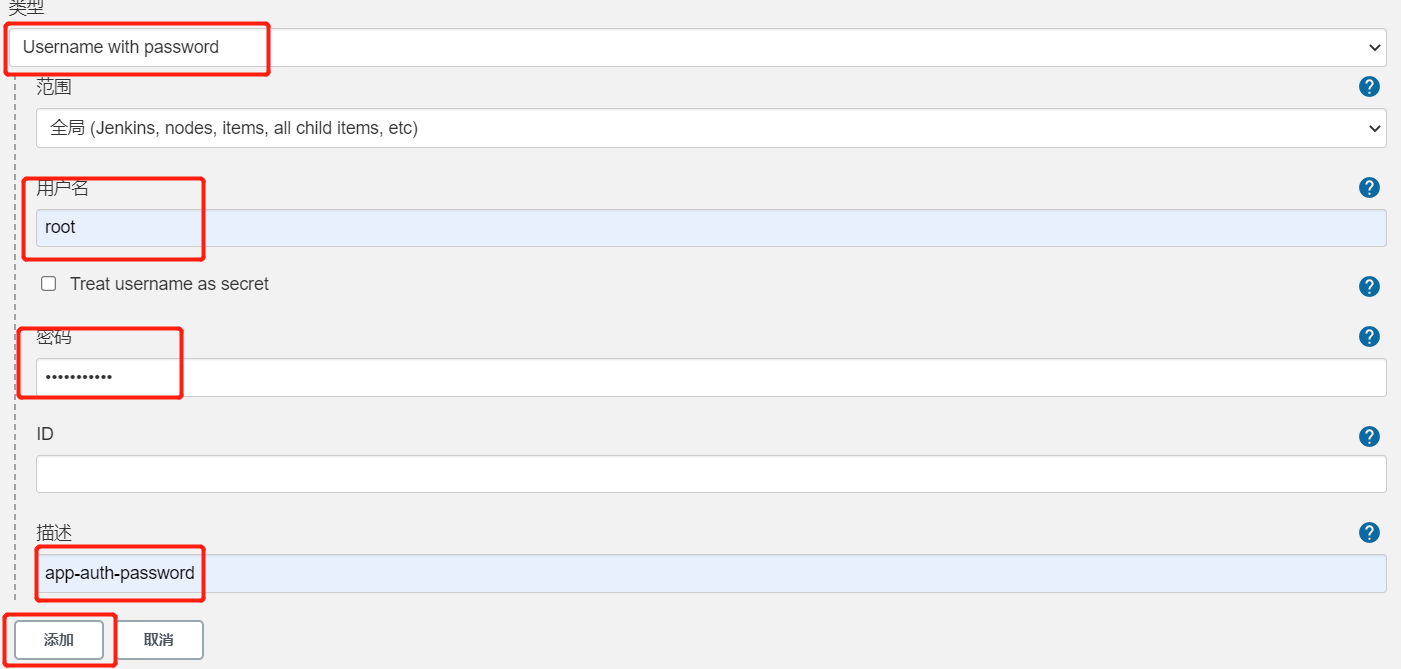 类型
Username with password
范围
全局 (Jenkins, nodes, items, all child items, etc)
用户名
root
Treat username as secret
密码
•••••••••••
ID
描述
app-auth-password
添加 取消